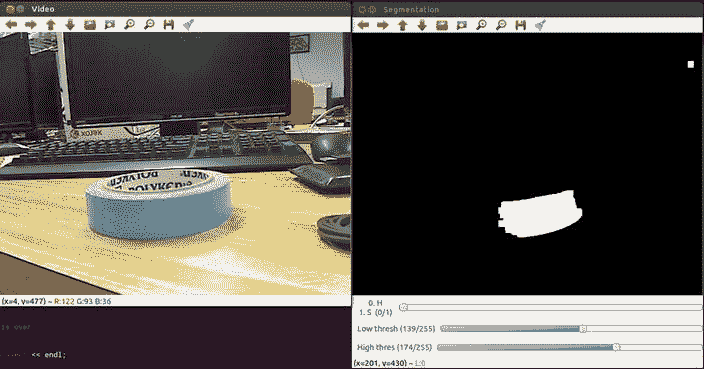 Video
Segmentation
POLYKEN
(x=4, y=477) ~ R:122 G:93 B:36
is over
<< endl;
0. H
1. S (0/1)
Low thresh (139/255)
High thres (174/255)
(x=201, y=430) ~ L:0